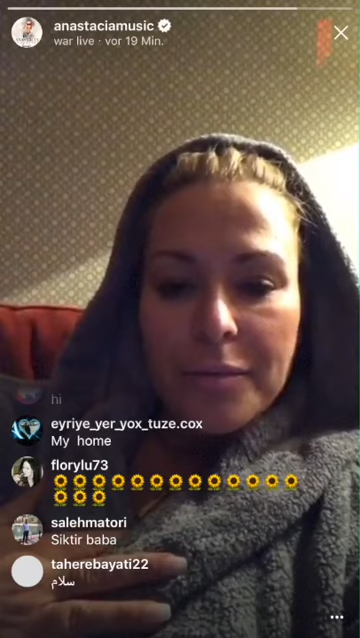 anastaciamusic
war live · vor 19 Min.
hi
eyriye_yer_yox_tuze.cox
My home
florylu73
🌻🌻🌻🌻🌻🌻🌻🌻🌻🌻🌻🌻🌻
🌻🌻🌻
salehmatori
Siktir baba
taherebayati22
سلام